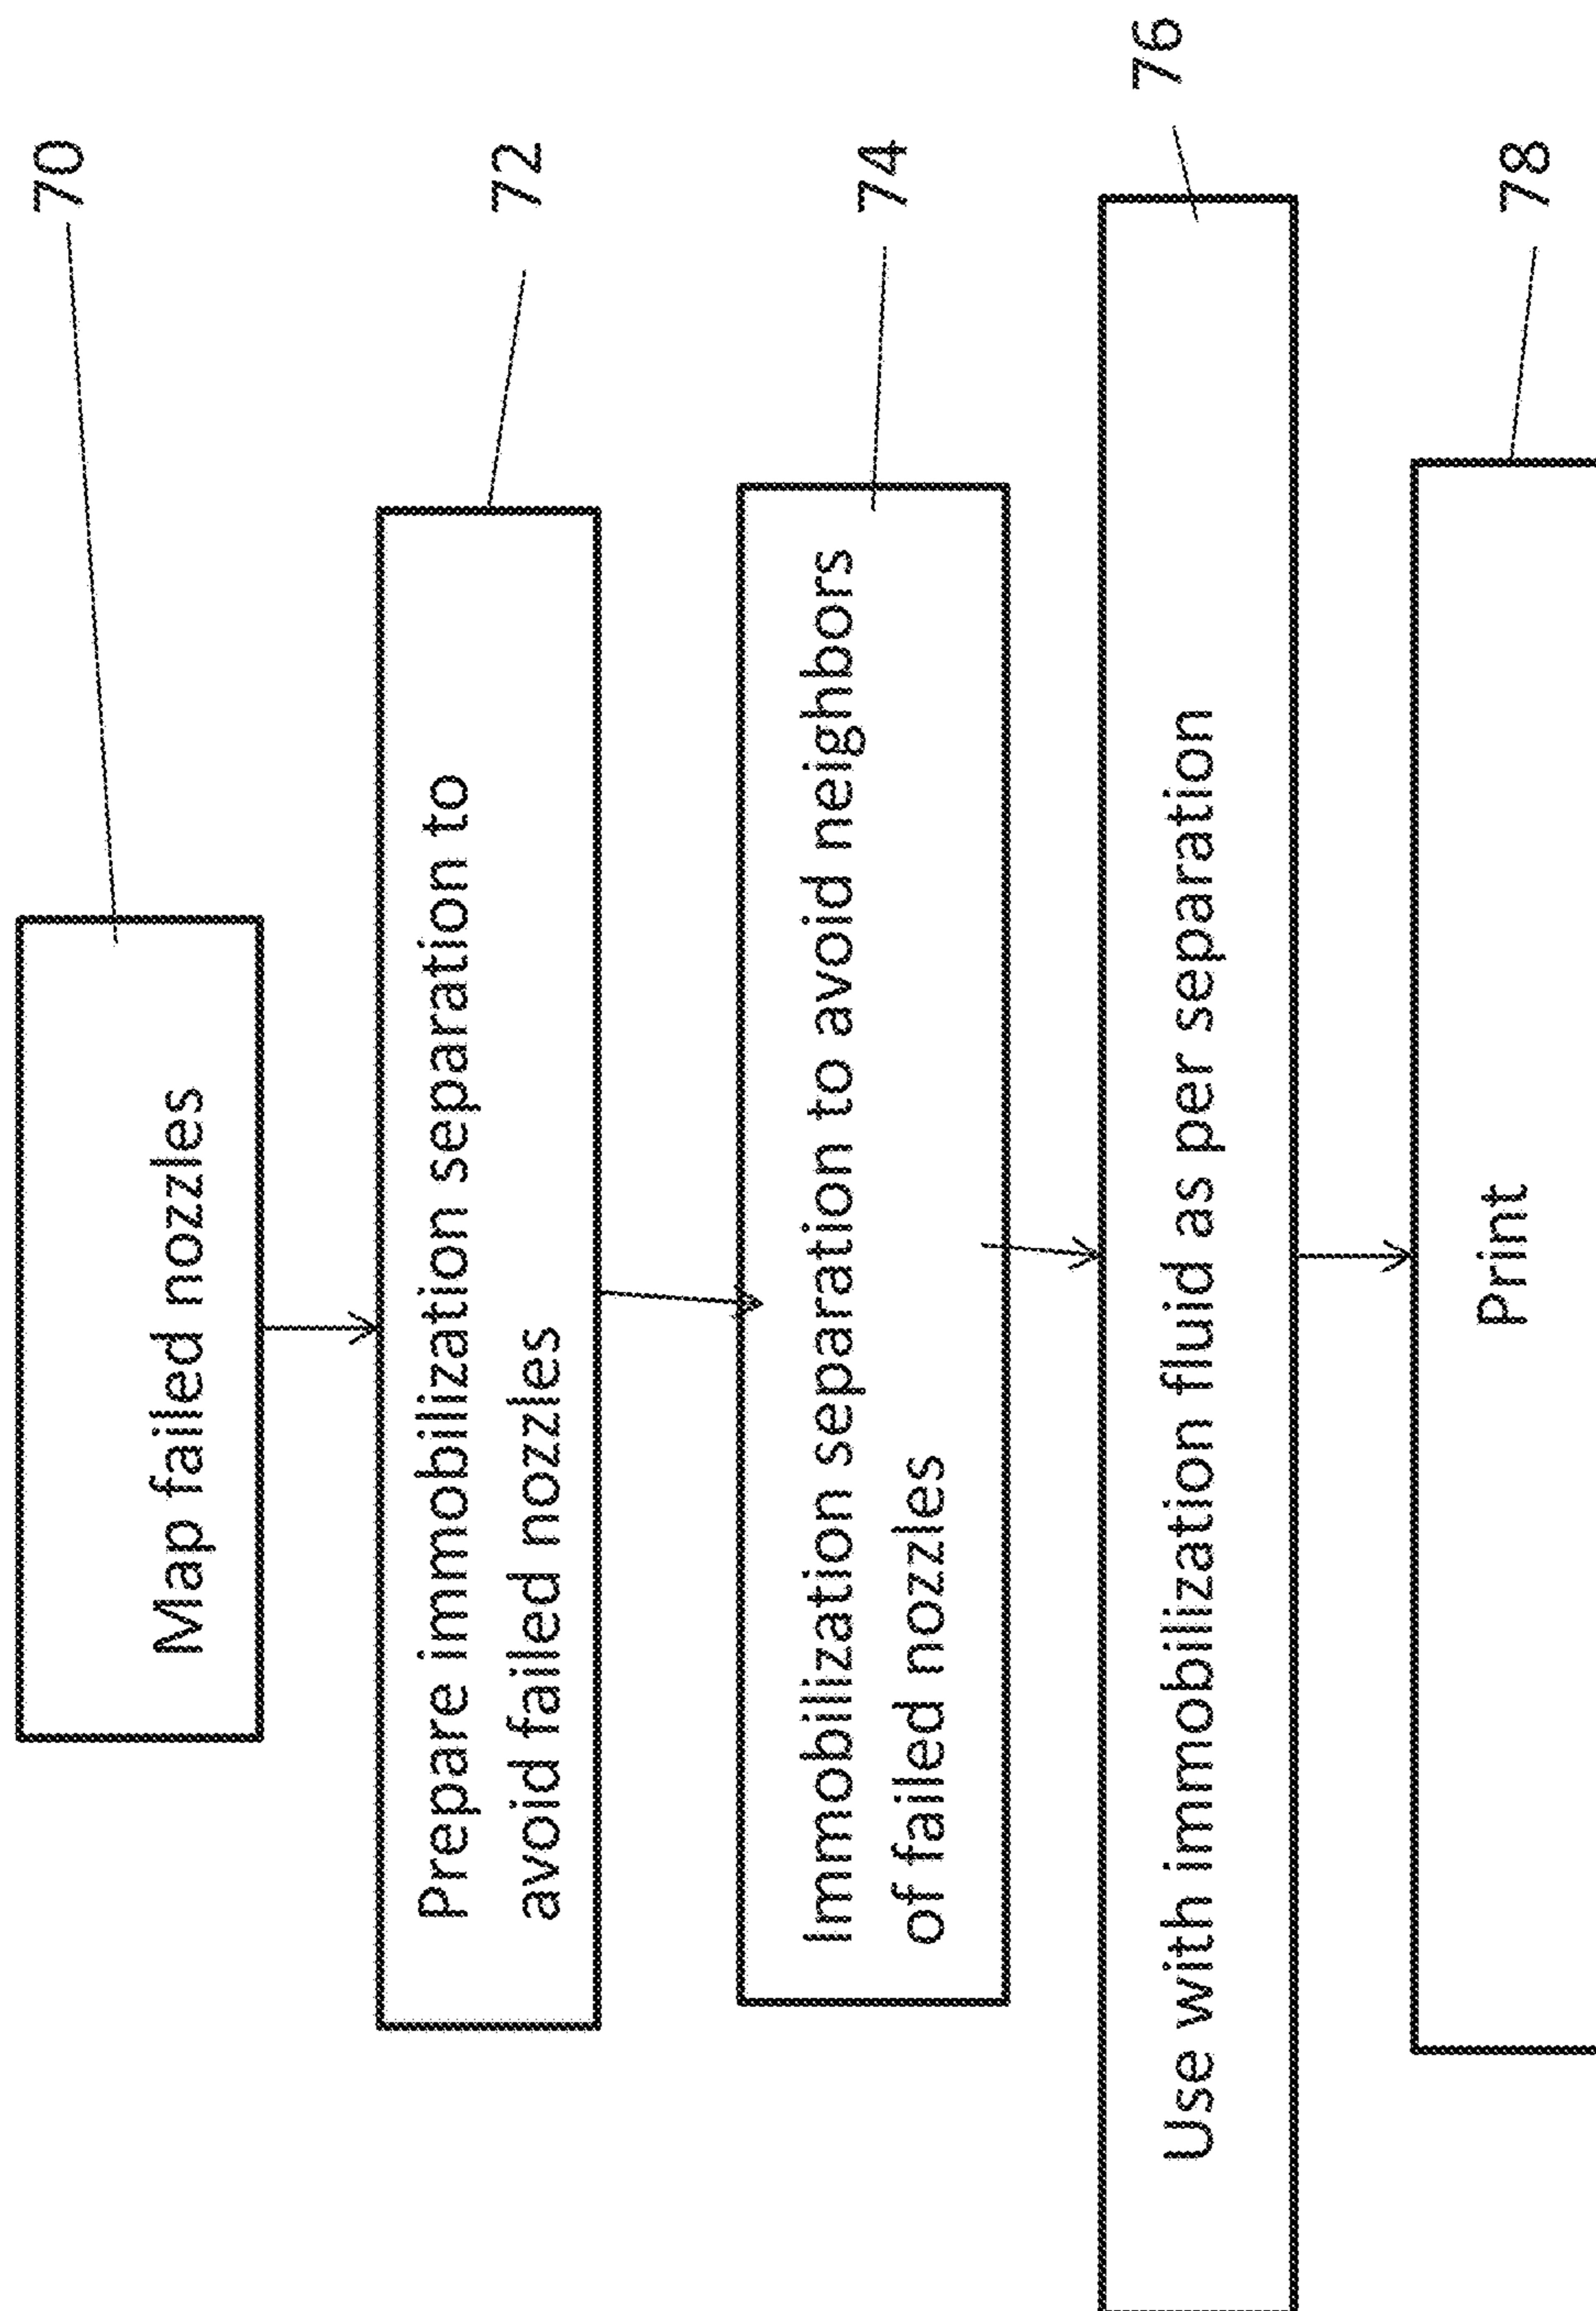 70
Map failed nozzles
72
Prepare immobilization separation to
avoid failed nozzles
74
Immobilization separation to avoid neighbors
of failed nozzles
76
Use with immobilization fluid as per separation
78
Print